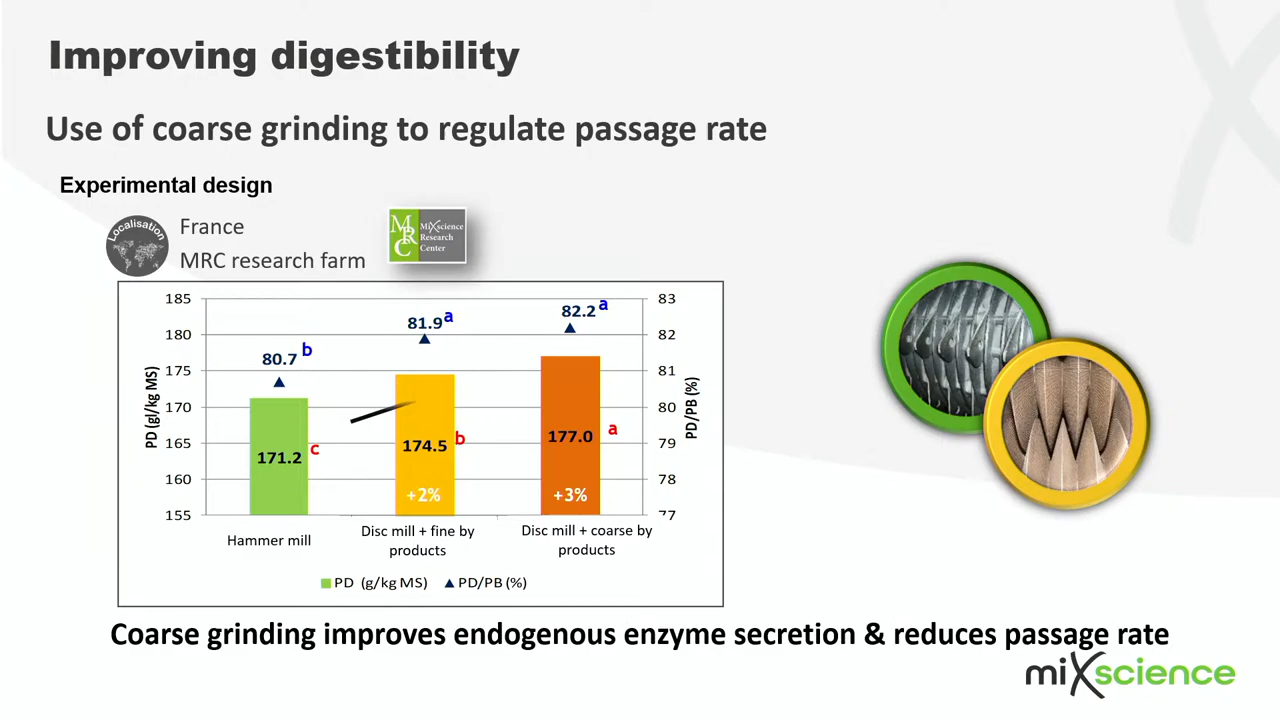 Improving digestibility
Use of coarse grinding to regulate passage rate
Experimental design
Localisation
France
MRC research farm
MRC
MiXscience
Research
Center
185
180
175
170
165
160
155
PD (g//kg MS)
83
82
81
80
79
78
77
PD/PB (%)
80.7 b
81.9 a
82.2 a
171.2 c
174.5 b
177.0 a
+2%
+3%
Hammer mill
Disc mill + fine by
products
Disc mill + coarse by
products
PD (g/kg MS)
PD/PB (%)
Coarse grinding improves endogenous enzyme secretion & reduces passage rate
miXscience